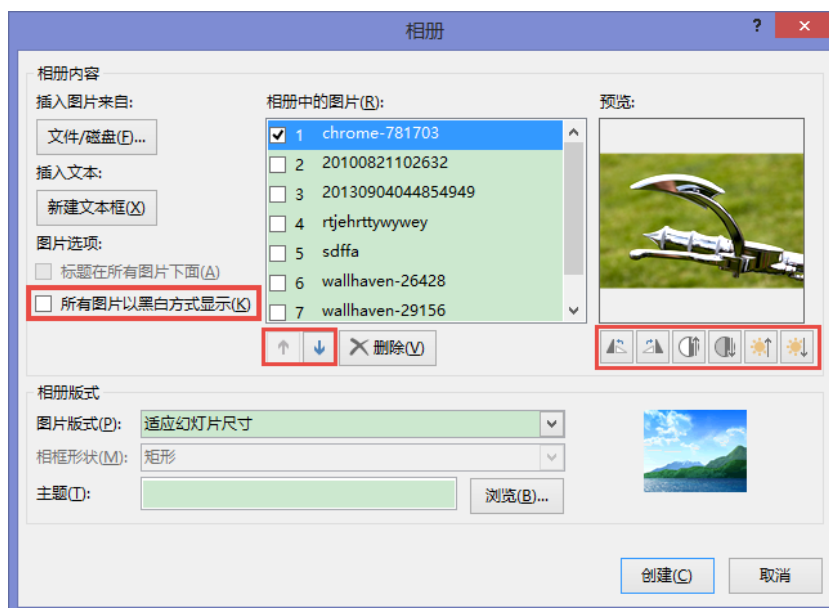 相册
?
相册内容
插入图片来自:
文件/磁盘(F)...
插入文本:
新建文本框(X)
图片选项:
标题在所有图片下面(A)
所有图片以黑白方式显示(K)
相册中的图片(R):
1 chrome-781703
2 20100821102632
3 20130904044854949
4 rtjehrttywywey
5 sdffa
6 wallhaven-26428
7 wallhaven-29156
删除(V)
预览:
相册版式
图片版式(P): 适应幻灯片尺寸
相框形状(M): 矩形
主题(T):
浏览(B)...
创建(C)
取消